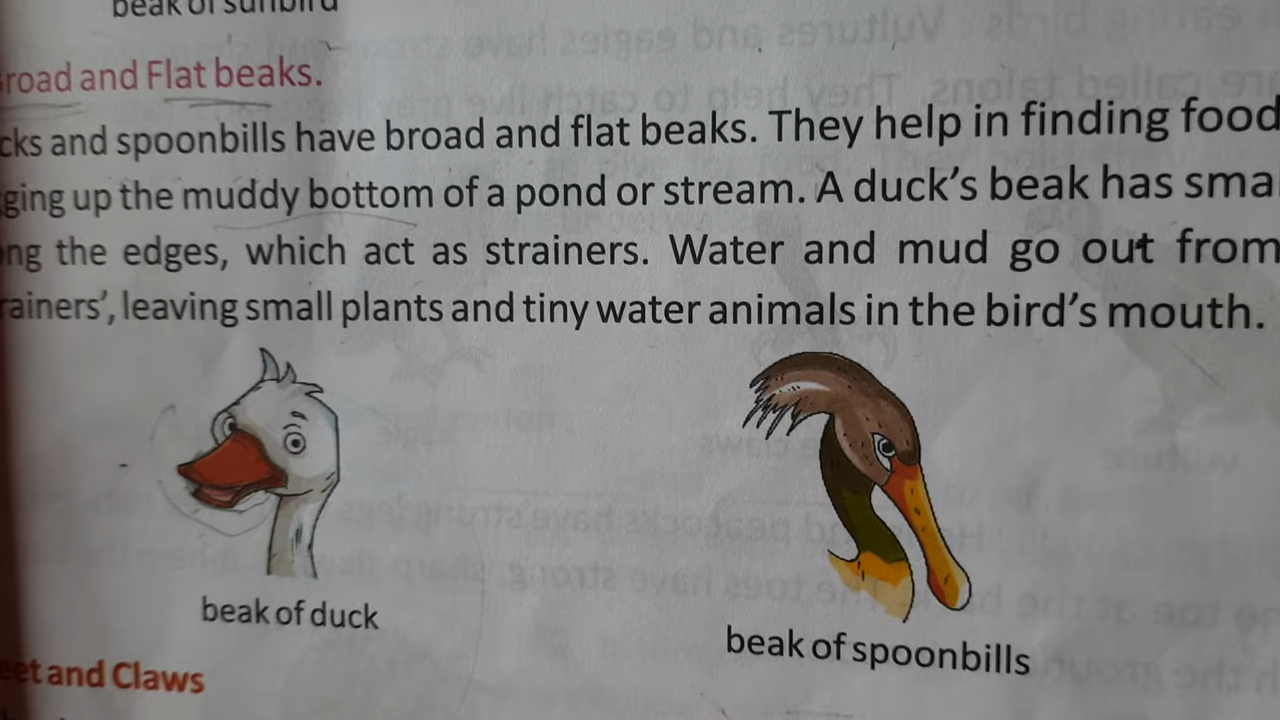 beak of sunbird
road and Flat beaks.
cks and spoonbills have broad and flat beaks. They help in finding food
ging up the muddy bottom of a pond or stream. A duck's beak has smal
ng the edges, which act as strainers. Water and mud go out from
rainers', leaving small plants and tiny water animals in the bird's mouth.
beak of duck
beak of spoonbills
eet and Claws